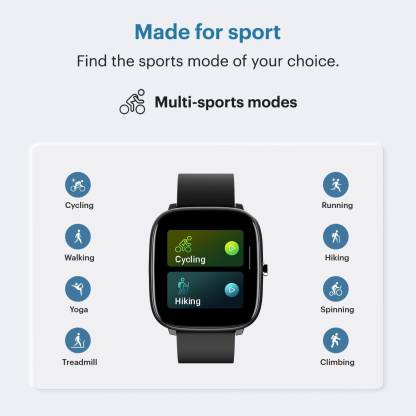 Made for sport
Find the sports mode of your choice.
Multi-sports modes
Cycling
Walking
Yoga
Treadmill
Cycling
Hiking
Running
Hiking
Spinning
Climbing